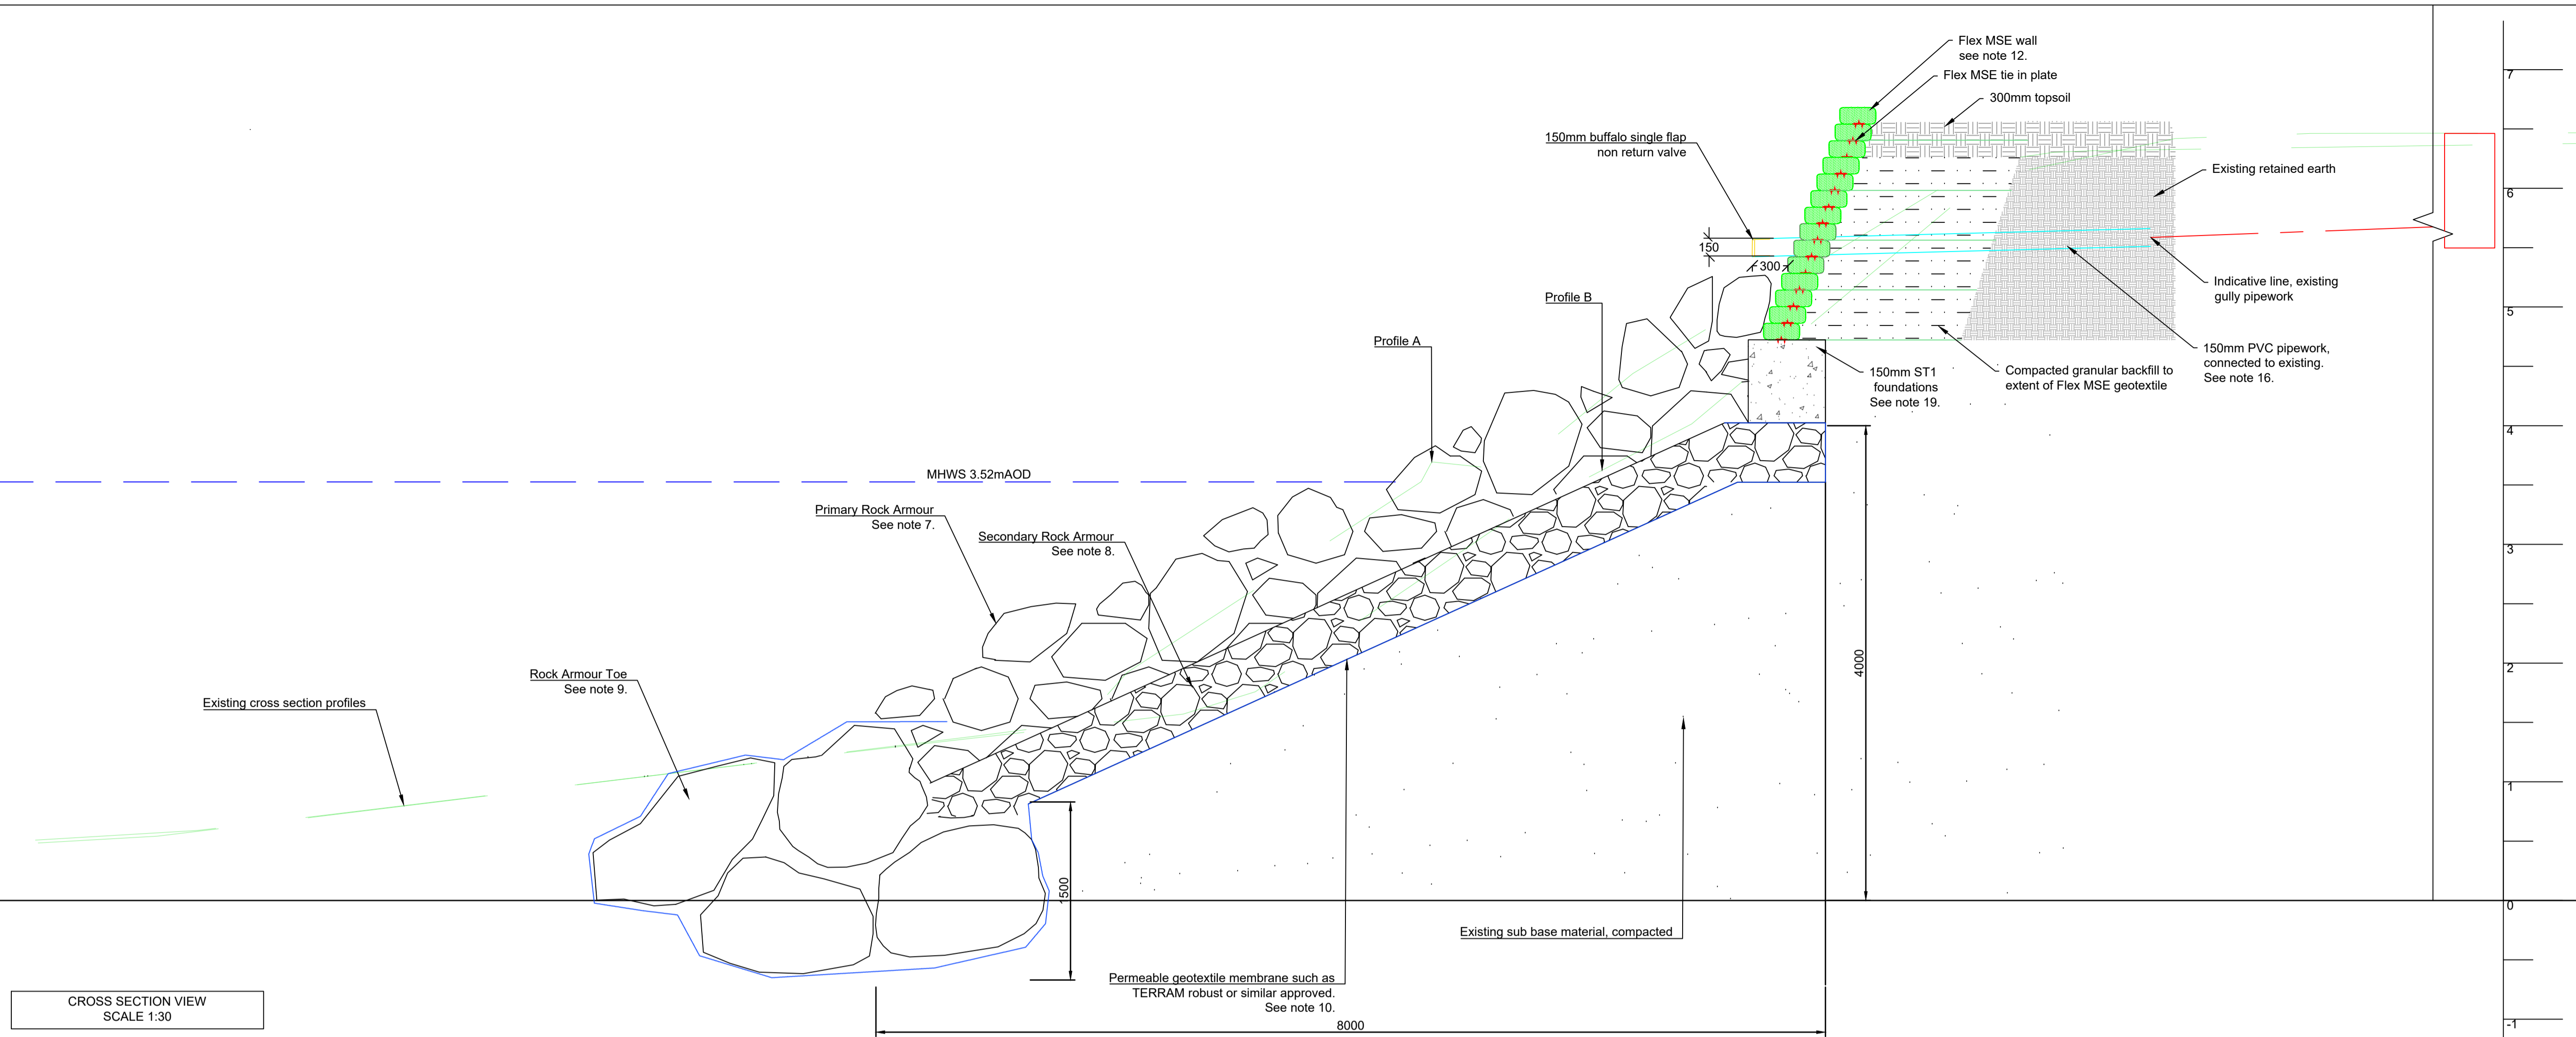 Flex MSE wall
see note 12.
Flex MSE tie in plate
300mm topsoil
150mm buffalo single flap
non return valve
Existing retained earth
150
300
Indicative line, existing
gully pipework
Profile B
Profile A
150mm PVC pipework,
connected to existing.
See note 16.
150mm ST1
foundations
See note 19.
Compacted granular backfill to
extent of Flex MSE geotextile
MHWS 3.52mAOD
Primary Rock Armour
See note 7.
Secondary Rock Armour
See note 8.
Rock Armour Toe
See note 9.
Existing cross section profiles
4000
1500
Existing sub base material, compacted
Permeable geotextile membrane such as
TERRAM robust or similar approved.
See note 10.
8000
CROSS SECTION VIEW
SCALE 1:30
7
6
5
4
3
2
1
0
-1